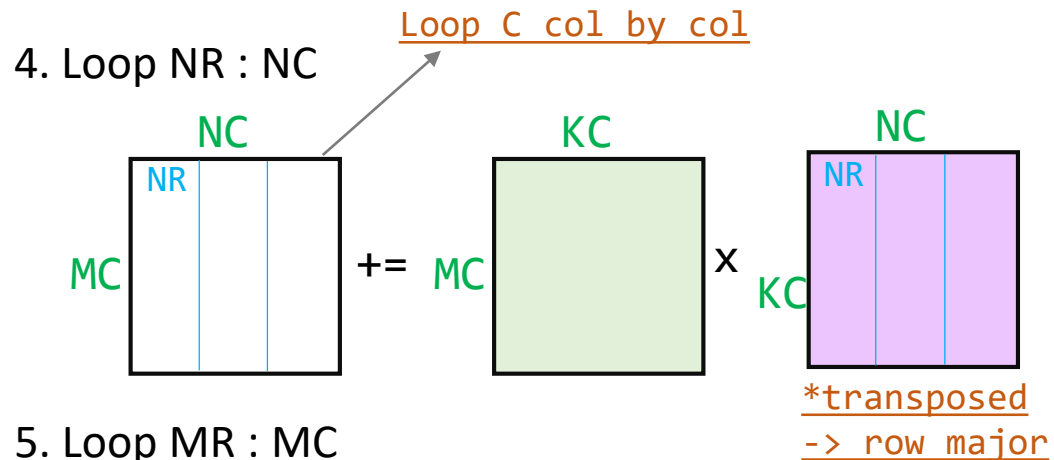 Loop C col by col
4. Loop NR : NC
NC
KC
NC
NR
NR
MC
+=
MC
x
KC
*transposed
-> row major
5. Loop MR : MC